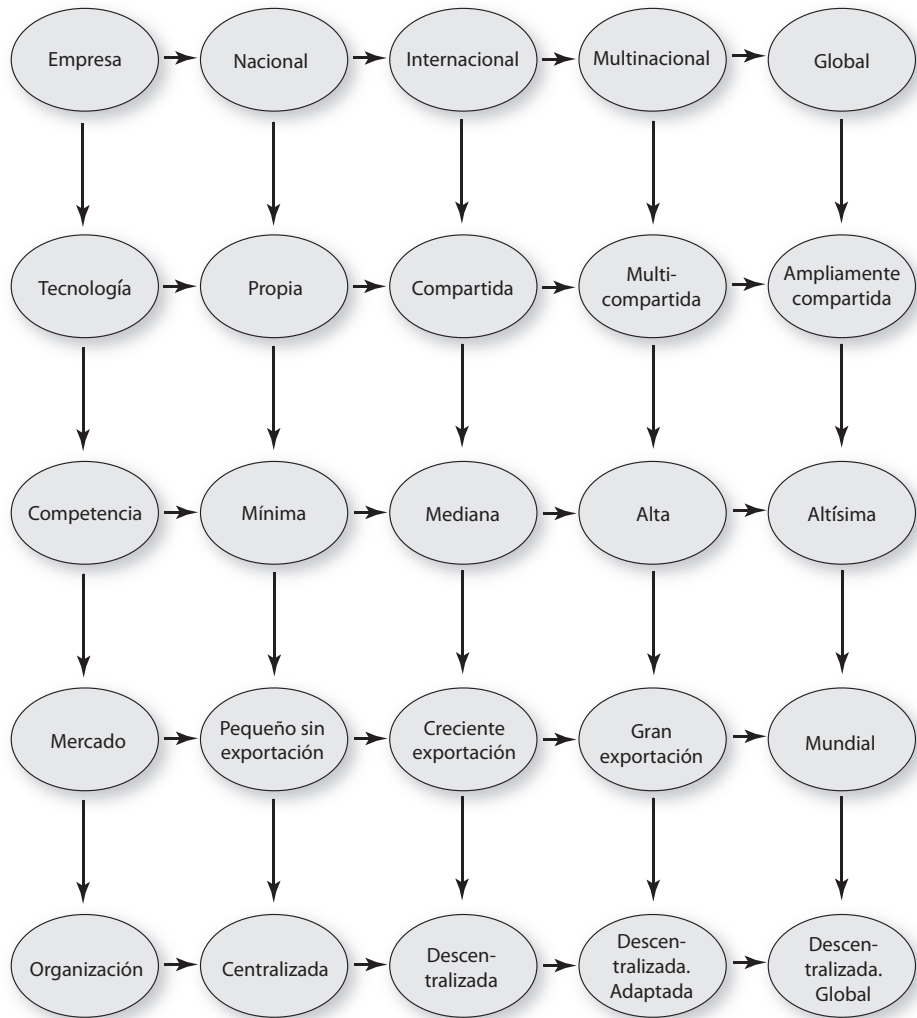 Empresa
Nacional
Internacional
Multinacional
Global
Tecnología
Propia
Compartida
Multi-
compartida
Ampliamente
compartida
Competencia
Mínima
Mediana
Alta
Altísima
Mercado
Pequeño sin
exportación
Creciente
exportación
Gran
exportación
Mundial
Organización
Centralizada
Descen-
tralizada
Descen-
tralizada.
Adaptada
Descen-
tralizada.
Global